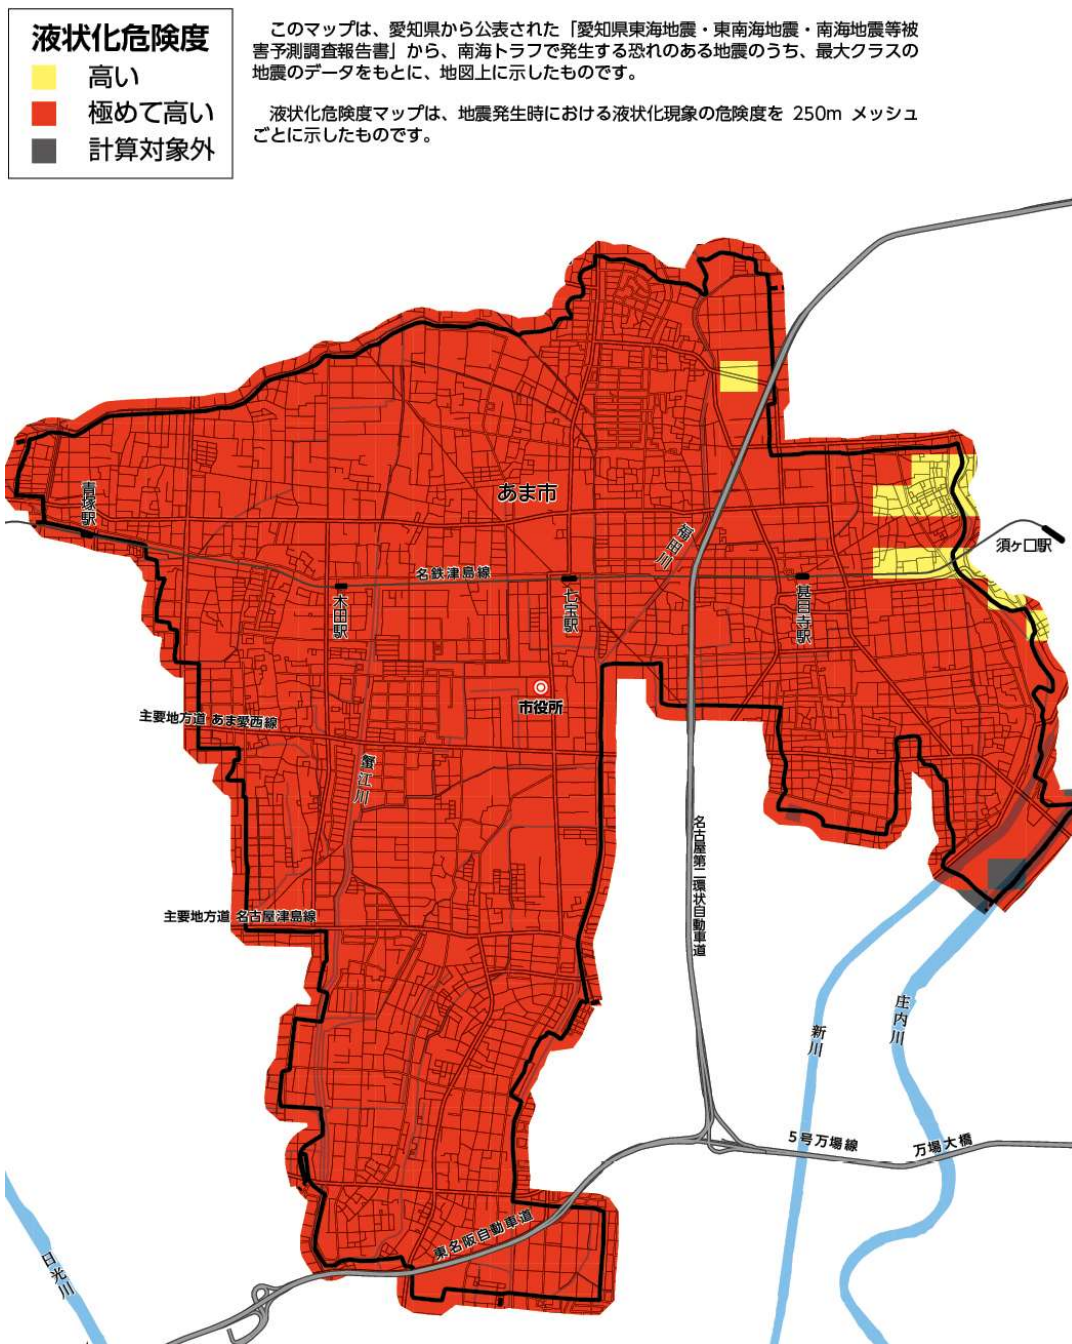 液状化危険度
高い
極めて高い
計算対象外
このマップは、愛知県から公表された「愛知県東海地震・東南海地震・南海地震等被
害予測調査報告書」から、南海トラフで発生する恐れのある地震のうち、最大クラスの
地震のデータをもとに、地図上に示したものです。
液状化危険度マップは、地震発生時における液状化現象の危険度を 250m メッシュ
ごとに示したものです。
あま市
青塚駅
福田川
須ヶ口駅
名鉄津島線
木田駅
七宝駅
甚目寺駅
市役所
主要地方道 あま愛西線
蟹江川
名古屋第二環状自動車道
主要地方道 名古屋津島線
新川
庄内川
5号万場線
万場大橋
東名阪自動車道
日光川